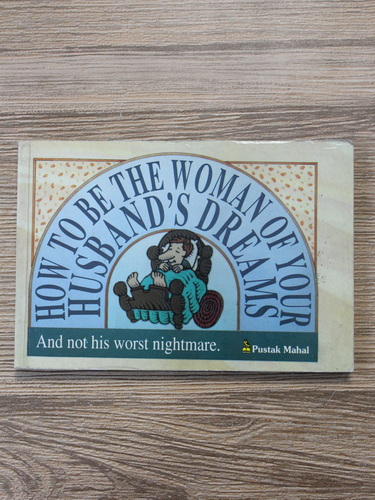 HOW TO BE THE WOMAN OF YOUR
HUSBAND'S DREAMS
And not his worst nightmare.
Pustak Mahal